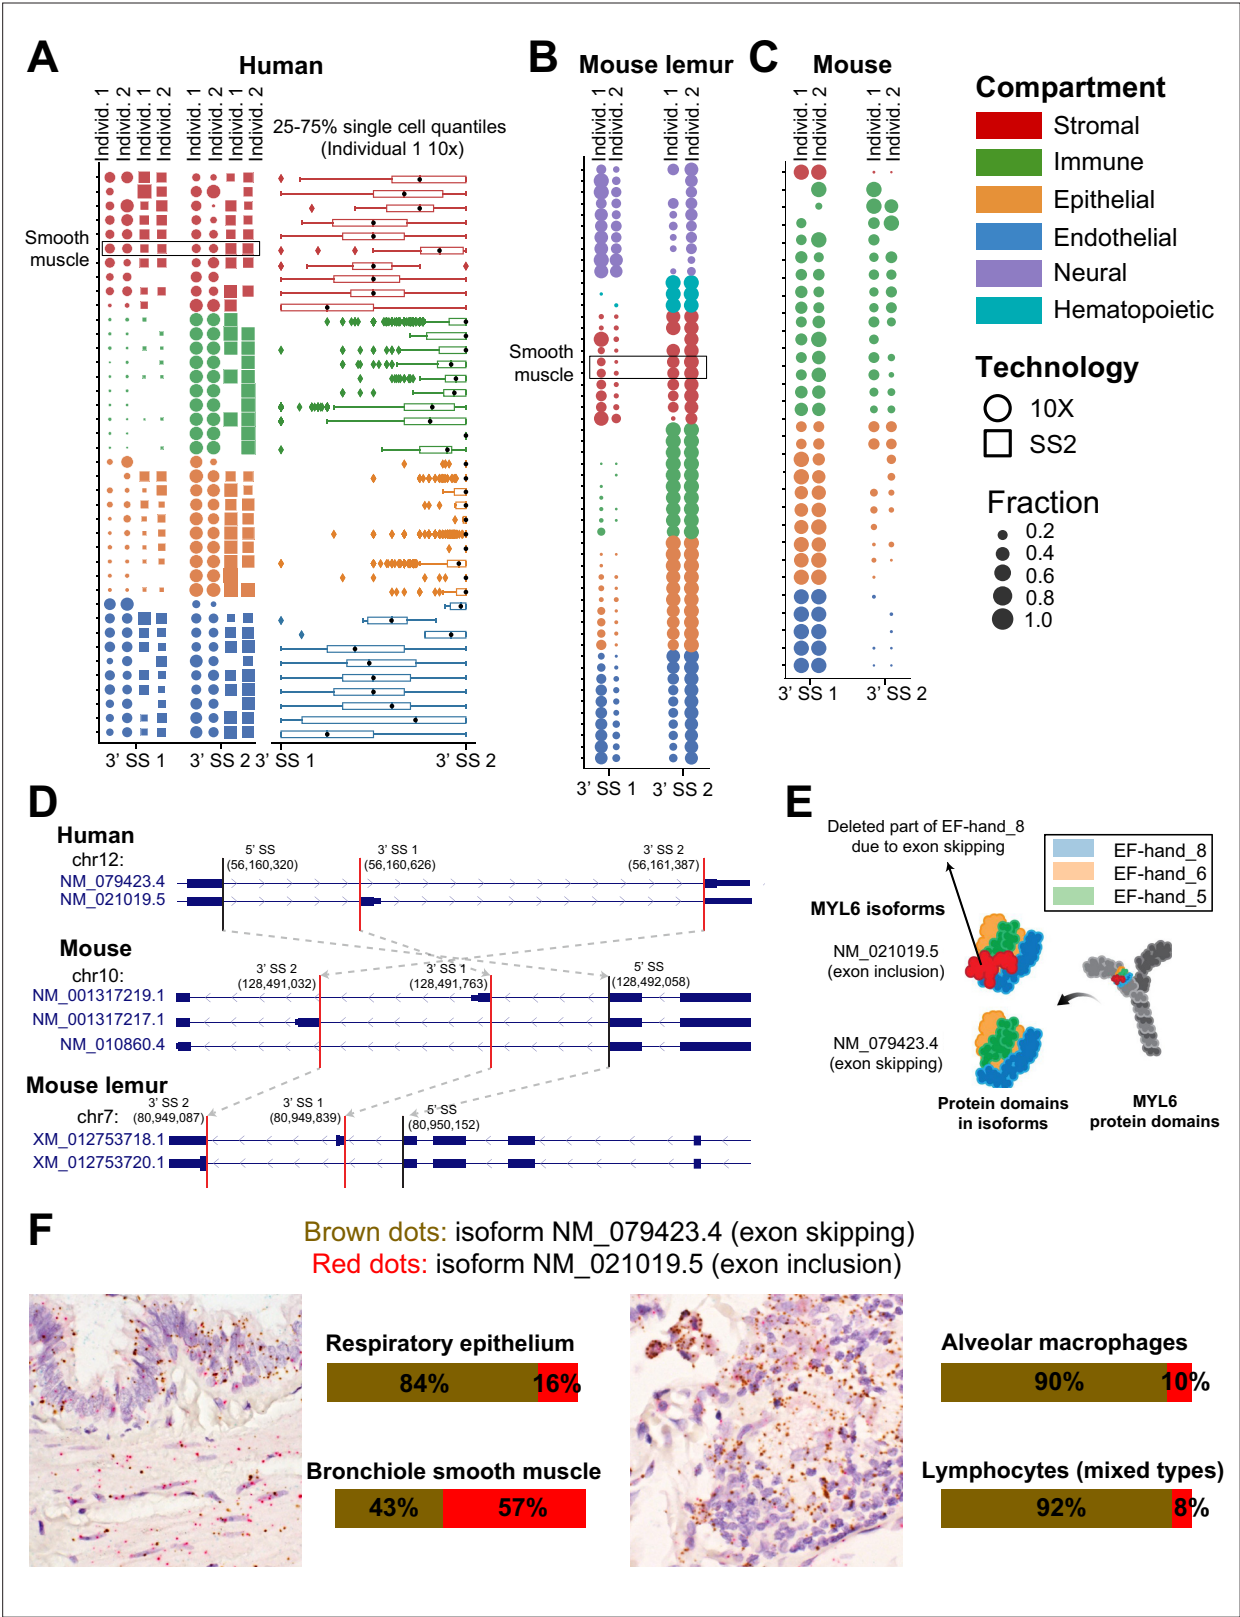 A
Human
Individ. 1
Individ. 2
Individ. 1
Individ. 2
Individ. 1
Individ. 2
Individ. 1
Individ. 2
25-75% single cell quantiles
(Individual 1 10x)
Smooth
muscle
3’ SS 1
3’ SS 2
3’ SS 1
3’ SS 2
B
Mouse lemur
Individ. 1
Individ. 2
Individ. 1
Individ. 2
Smooth
muscle
3’ SS 1
3’ SS 2
C
Mouse
Individ. 1
Individ. 2
Individ. 1
Individ. 2
3’ SS 1
3’ SS 2
Compartment
Stromal
Immune
Epithelial
Endothelial
Neural
Hematopoietic
Technology
10X
SS2
Fraction
0.2
0.4
0.6
0.8
1.0
D
Human
chr12:
5’ SS
(56,160,320)
3’ SS 1
(56,160,626)
3’ SS 2
(56,161,387)
NM_079423.4
NM_021019.5
Mouse
chr10:
3’ SS 2
(128,491,032)
3’ SS 1
(128,491,763)
5’ SS
(128,492,058)
NM_001317219.1
NM_001317217.1
NM_010860.4
Mouse lemur
chr7:
3’ SS 2
(80,949,087)
3’ SS 1
(80,949,839)
5’ SS
(80,950,152)
XM_012753718.1
XM_012753720.1
E
Deleted part of EF-hand_8
due to exon skipping
EF-hand_8
EF-hand_6
EF-hand_5
MYL6 isoforms
NM_021019.5
(exon inclusion)
NM_079423.4
(exon skipping)
Protein domains
in isoforms
MYL6
protein domains
F
Brown dots: isoform NM_079423.4 (exon skipping)
Red dots: isoform NM_021019.5 (exon inclusion)
Respiratory epithelium
84% 16%
Bronchiole smooth muscle
43% 57%
Alveolar macrophages
90% 10%
Lymphocytes (mixed types)
92% 8%